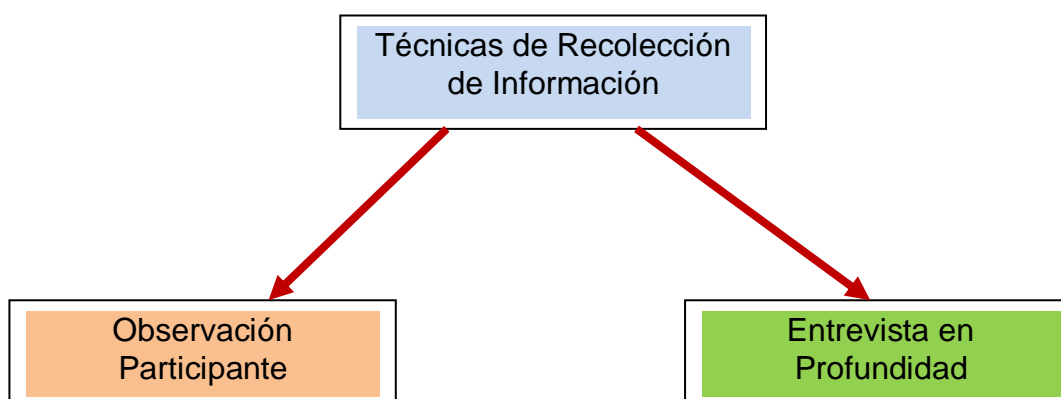 Técnicas de Recolección
de Información
Observación
Participante
Entrevista en
Profundidad